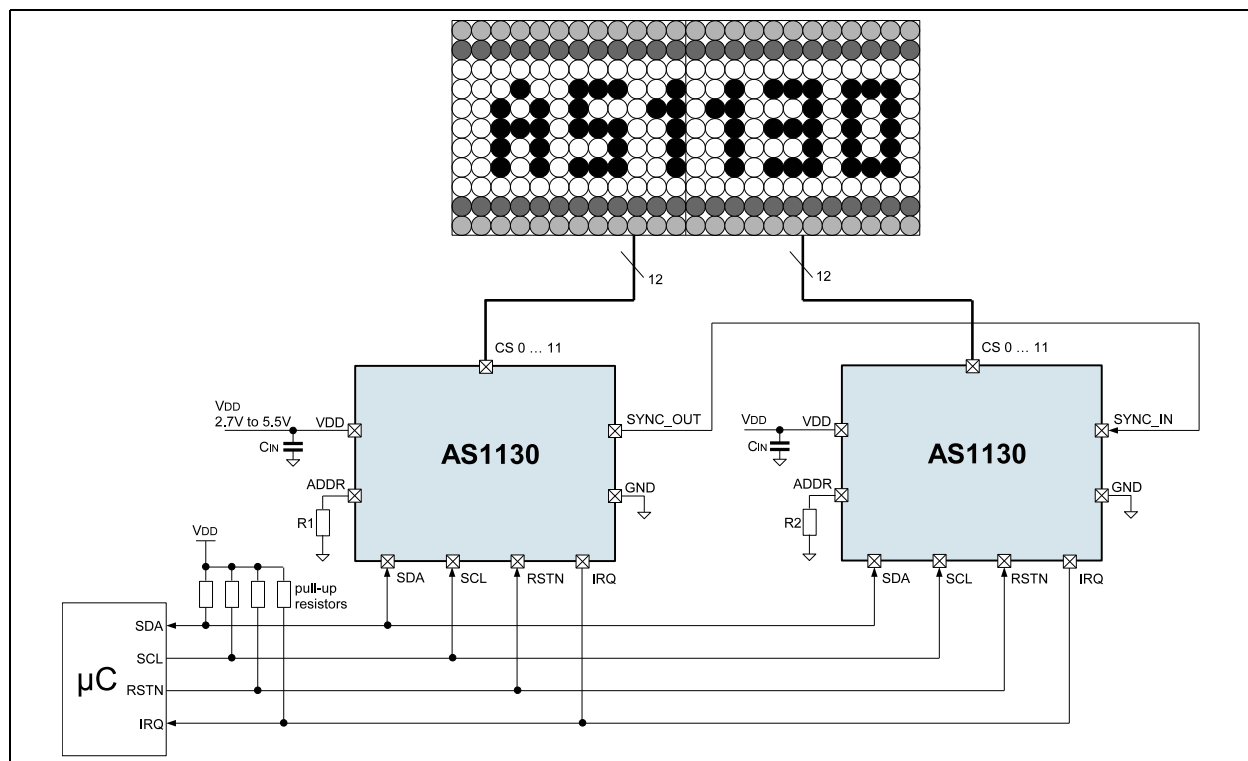 AS1130
12
12
CS 0 ... 11
CS 0 ... 11
VDD
2.7V to 5.5V
VDD
CIN
SYNC_OUT
AS1130
ADDR
R1
GND
SDA
SCL
RSTN
IRQ
VDD
VDD
CIN
SYNC_IN
AS1130
ADDR
R2
GND
SDA
SCL
RSTN
IRQ
VDD
pull-up
resistors
µC
SDA
SCL
RSTN
IRQ